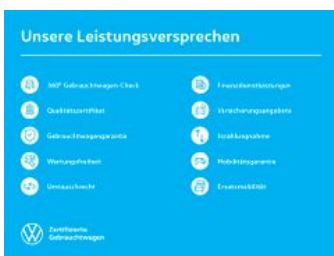 Unsere Leistungsversprechen
360° Gebrauchtwagen-Check
Qualitätszertifikat
Gebrauchtwagengarantie
Wartungsfreiheit
Umtauschrecht
Finanzdienstleistungen
Versicherungsangebote
Inzahlungnahme
Mobilitätsgarantie
Ersatzmobilität
Zertifizierte
Gebrauchtwagen